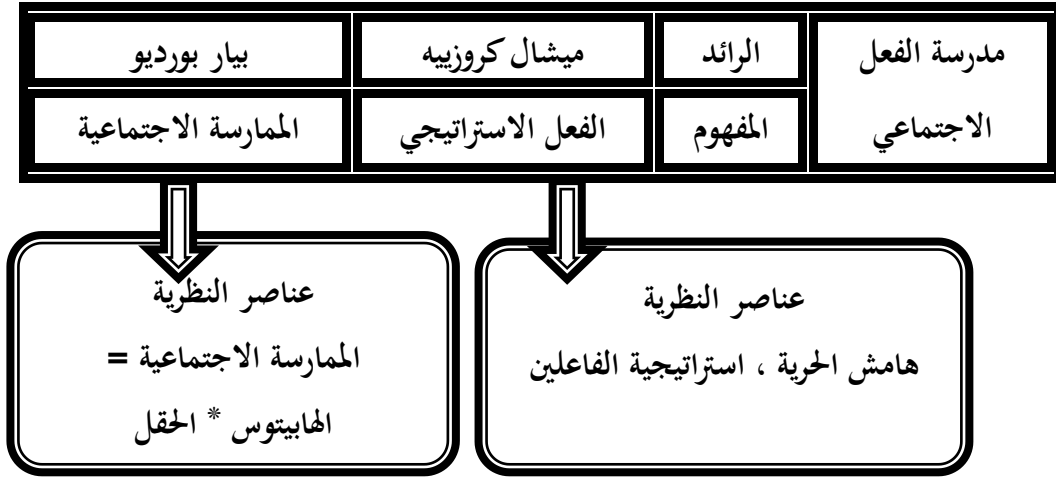 مدرسة الفعل
الاجتماعي
الرائد
ميشال كروزييه
بيار بورديو
المفهوم
الفعل الاستراتيجي
الممارسة الاجتماعية
عناصر النظرية
هامش الحرية ، استراتيجية الفاعلين
عناصر النظرية
الممارسة الاجتماعية =
الهابيتوس * الحقل